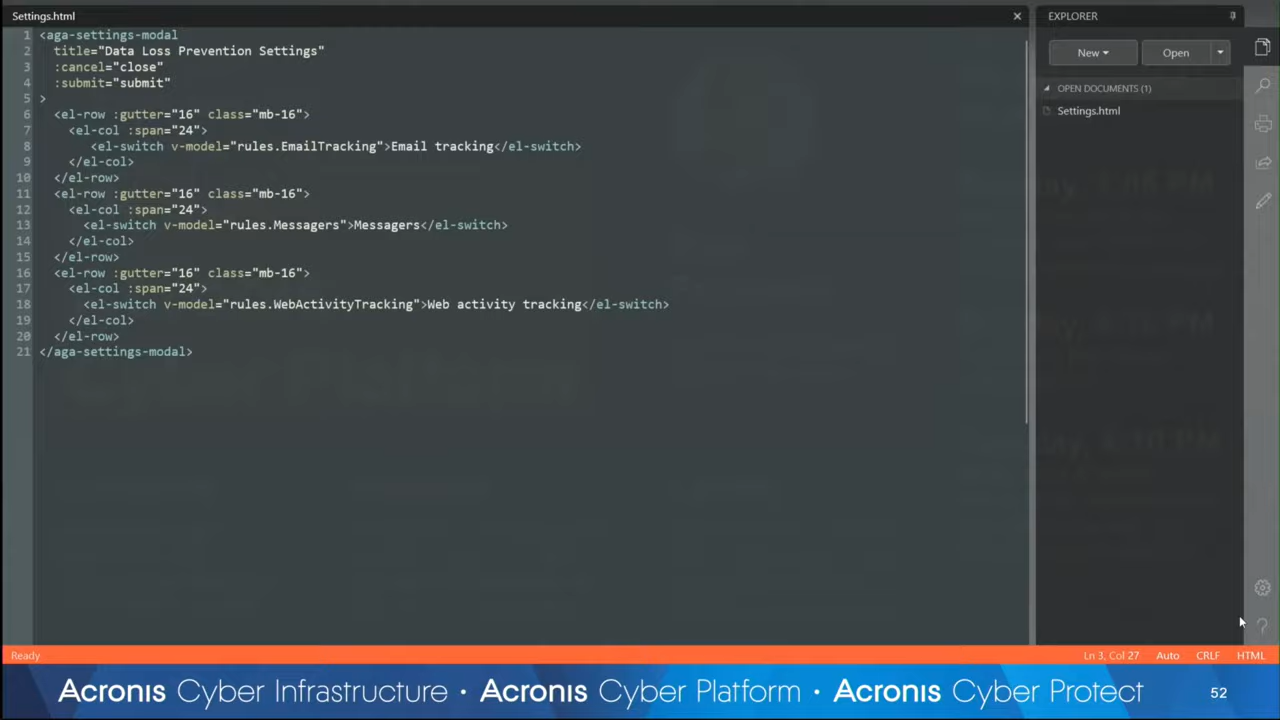 Settings.html
EXPLORER
New
Open
OPEN DOCUMENTS (1)
Settings.html
1 <aga-settings-modal
2 title="Data Loss Prevention Settings"
3 :cancel="close"
4 :submit="submit"
5 >
6 <el-row :gutter="16" class="mb-16">
7 <el-col :span="24">
8 <el-switch v-model="rules.EmailTracking">Email tracking</el-switch>
9 </el-col>
10 </el-row>
11 <el-row :gutter="16" class="mb-16">
12 <el-col :span="24">
13 <el-switch v-model="rules.Messagers">Messagers</el-switch>
14 </el-col>
15 </el-row>
16 <el-row :gutter="16" class="mb-16">
17 <el-col :span="24">
18 <el-switch v-model="rules.WebActivityTracking">Web activity tracking</el-switch>
19 </el-col>
20 </el-row>
21 </aga-settings-modal>
Cyber Platform
Ready
Ln 3, Col 27
Auto
CRLF
HTML
Acronis Cyber Infrastructure · Acronis Cyber Platform · Acronis Cyber Protect
52